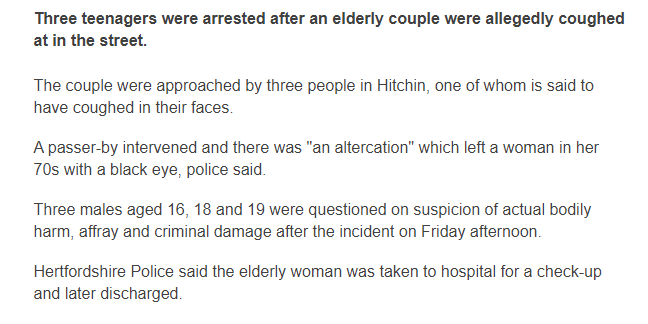 Three teenagers were arrested after an elderly couple were allegedly coughed
at in the street.
The couple were approached by three people in Hitchin, one of whom is said to
have coughed in their faces.
A passer-by intervened and there was "an altercation" which left a woman in her
70s with a black eye, police said.
Three males aged 16, 18 and 19 were questioned on suspicion of actual bodily
harm, affray and criminal damage after the incident on Friday afternoon.
Hertfordshire Police said the elderly woman was taken to hospital for a check-up
and later discharged.